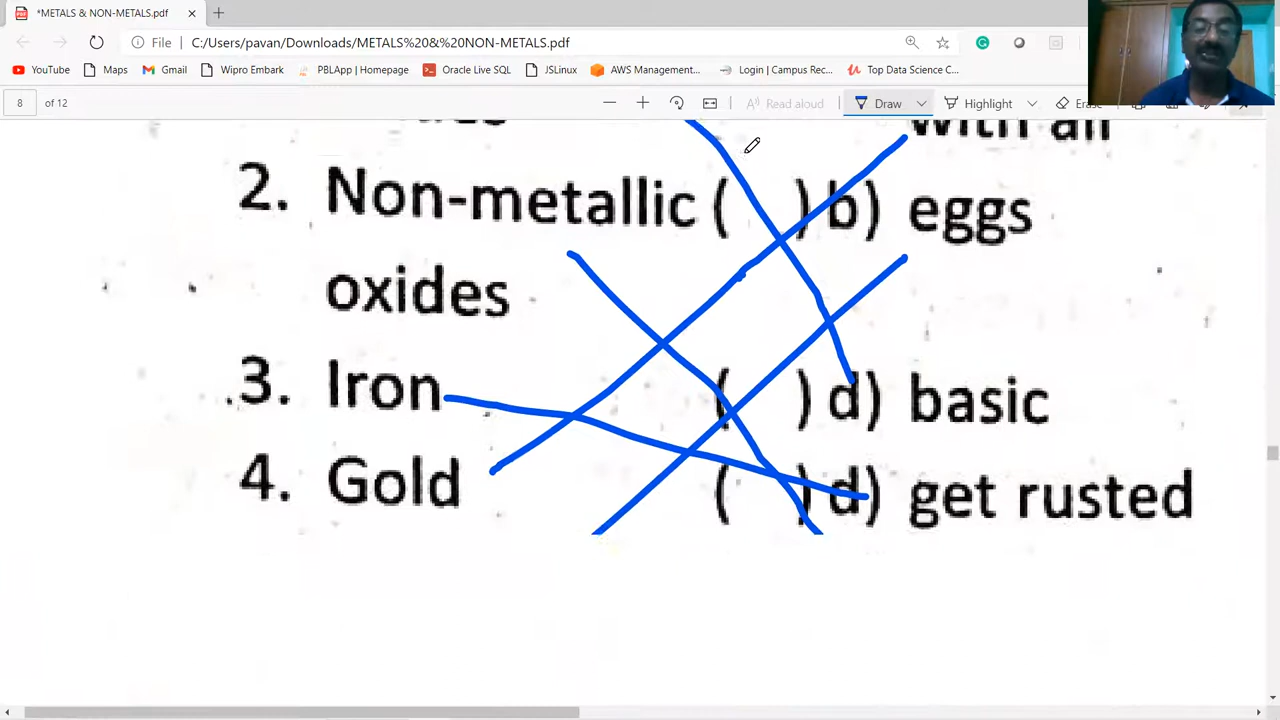 *METALS & NON-METALS.pdf
File C:/Users/pavan/Downloads/METALS%20&%20NON-METALS.pdf
YouTube Maps Gmail Wipro Embark PBLApp | Homepage Oracle Live SQL JSLinux AWS Management... Login | Campus Rec... Top Data Science C...
8 of 12 Read aloud Draw Highlight Erase
with all
2. Non-metallic ( ) b) eggs
oxides
3. Iron ( ) d) basic
4. Gold ( ) d) get rusted